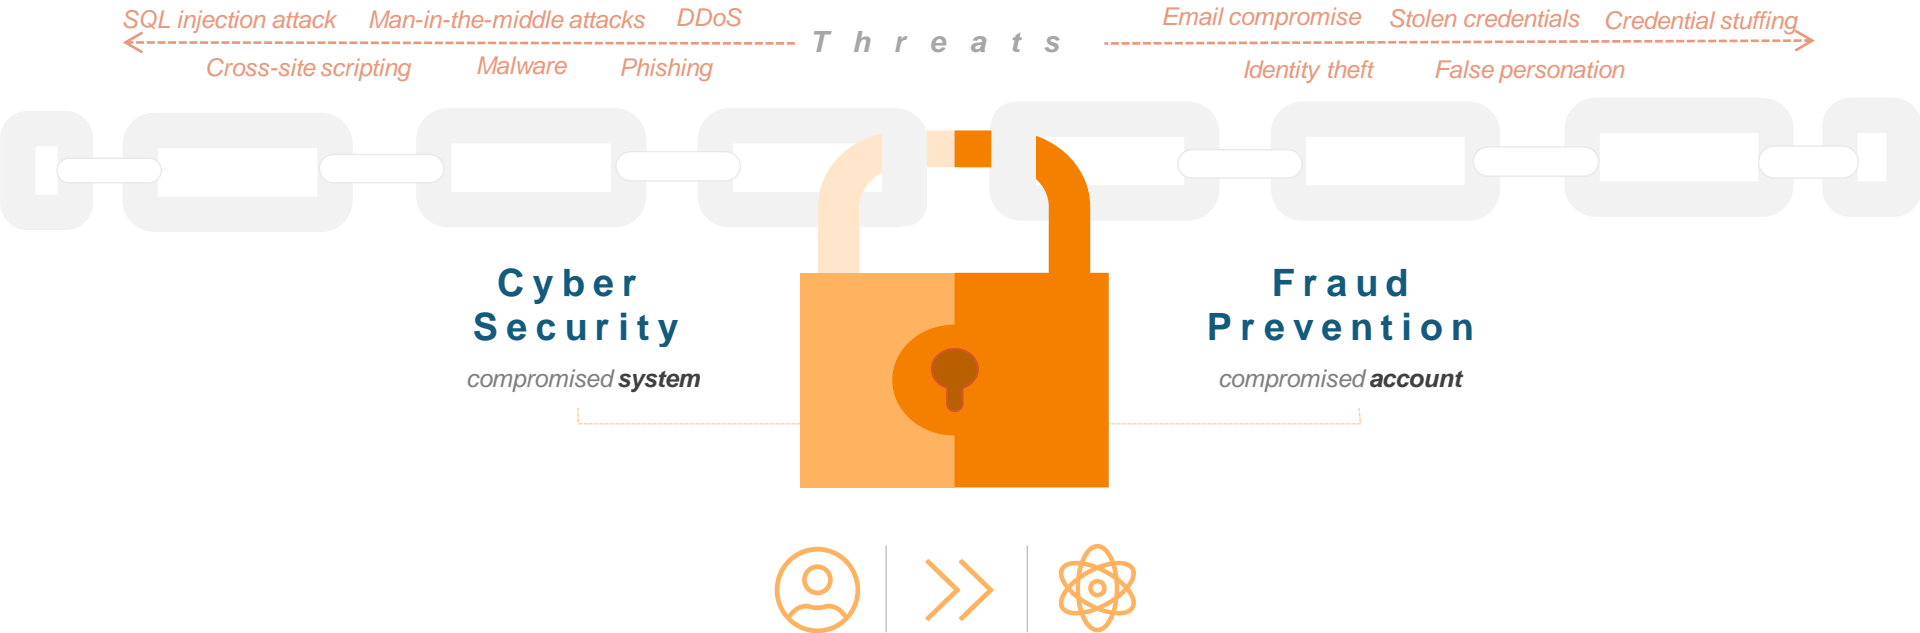 SQL injection attack
Man-in-the-middle attacks
DDoS
Email compromise
Stolen credentials
Credential stuffing
Threats
Cross-site scripting
Malware
Phishing
Identity theft
False personation
Cyber
Security
compromised system
Fraud
Prevention
compromised account